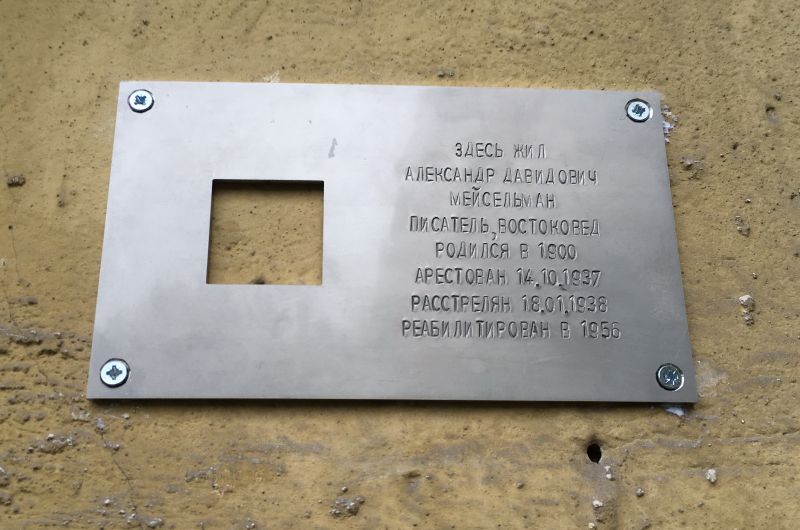 ЗДЕСЬ ЖИЛ
АЛЕКСАНДР ДАВИДОВИЧ
МЕЙСЕЛЬМАН
ПИСАТЕЛЬ, ВОСТОКОВЕД
РОДИЛСЯ В 1900
АРЕСТОВАН 14.10.1937
РАССТРЕЛЯН 18.01.1938
РЕАБИЛИТИРОВАН В 1956